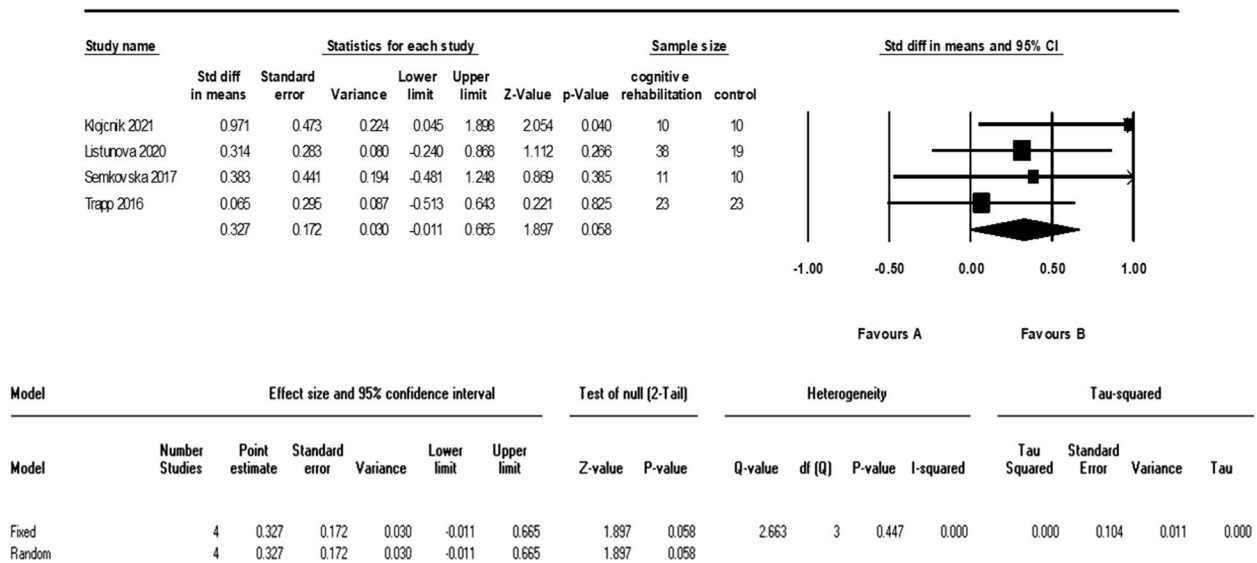 Study name Statistics for each study Sample size Std diff in means and 95% CI
Std diff in means Standard error Variance Lower limit Upper limit Z-Value p-Value cognitive rehabilitation control
Klojcnik 2021 0.971 0.473 0.224 0.045 1.898 2.054 0.040 10 10
Listunova 2020 0.314 0.283 0.080 -0.240 0.868 1.112 0.266 38 19
Semkovska 2017 0.383 0.441 0.194 -0.481 1.248 0.869 0.385 11 10
Trapp 2016 0.065 0.295 0.087 -0.513 0.643 0.221 0.825 23 23
0.327 0.172 0.030 -0.011 0.665 1.897 0.058
-1.00 -0.50 0.00 0.50 1.00
Favours A Favours B
Model Effect size and 95% confidence interval Test of null (2-Tail) Heterogeneity Tau-squared
Model Number Studies Point estimate Standard error Variance Lower limit Upper limit Z-value P-value Q-value df (Q) P-value I-squared Tau Squared Standard Error Variance Tau
Fixed 4 0.327 0.172 0.030 -0.011 0.665 1.897 0.058 2.663 3 0.447 0.000 0.000 0.104 0.011 0.000
Random 4 0.327 0.172 0.030 -0.011 0.665 1.897 0.058